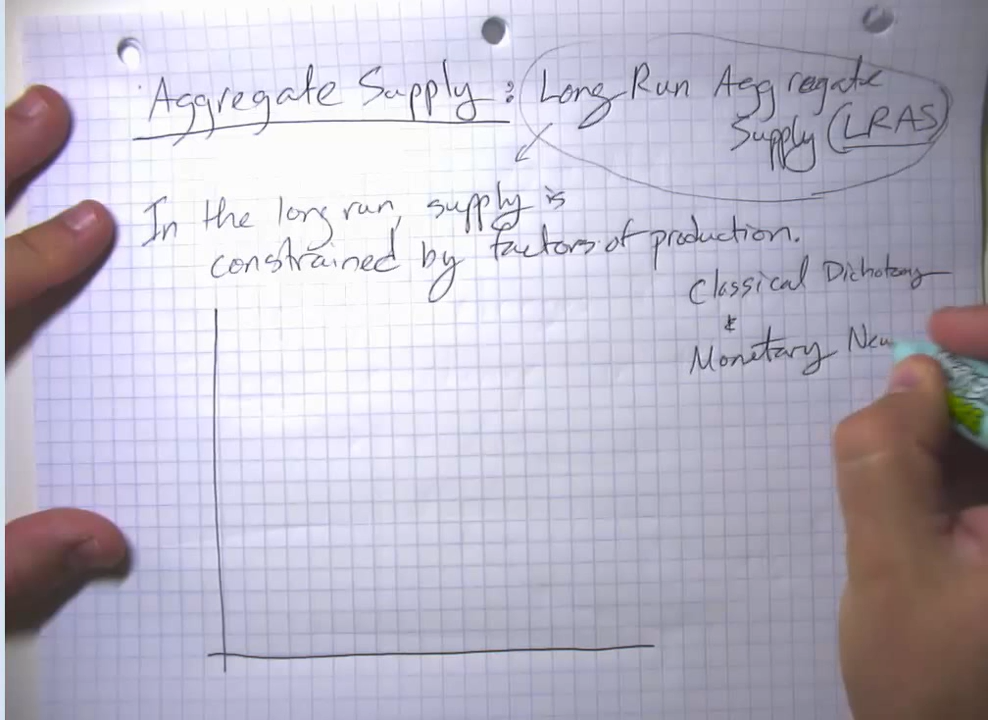 Aggregate Supply: Long Run Aggregate
Supply (LRAS)
In the long run, supply is
constrained by factors of production.
Classical Dichotomy
&
Monetary Neu